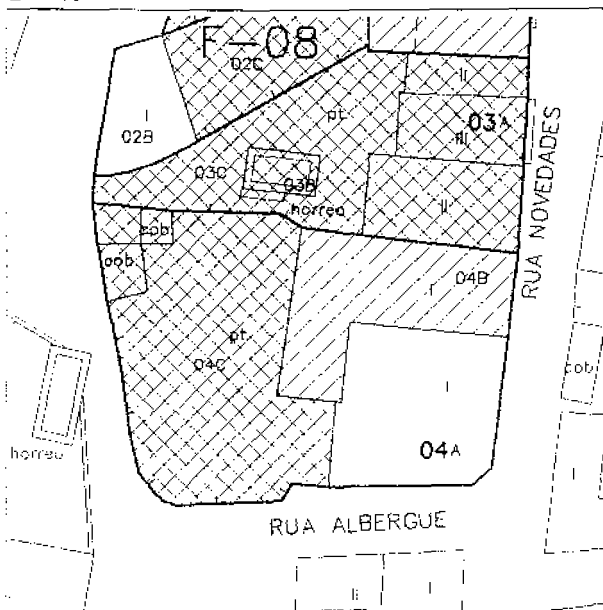 F-08
02C
II
I
02B
pt.
03A
III
03C
03B
horreo
II
RUA NOVEDADES
cob.
cob.
04B
I
pt.
04C
cob.
I
horreo
04A
I
RUA ALBERGUE
II
I